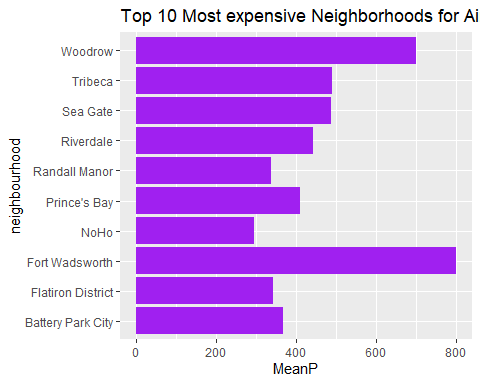 Top 10 Most expensive Neighborhoods for Ai
neighbourhood
Woodrow
Tribeca
Sea Gate
Riverdale
Randall Manor
Prince's Bay
NoHo
Fort Wadsworth
Flatiron District
Battery Park City
0 200 400 600 800
MeanP